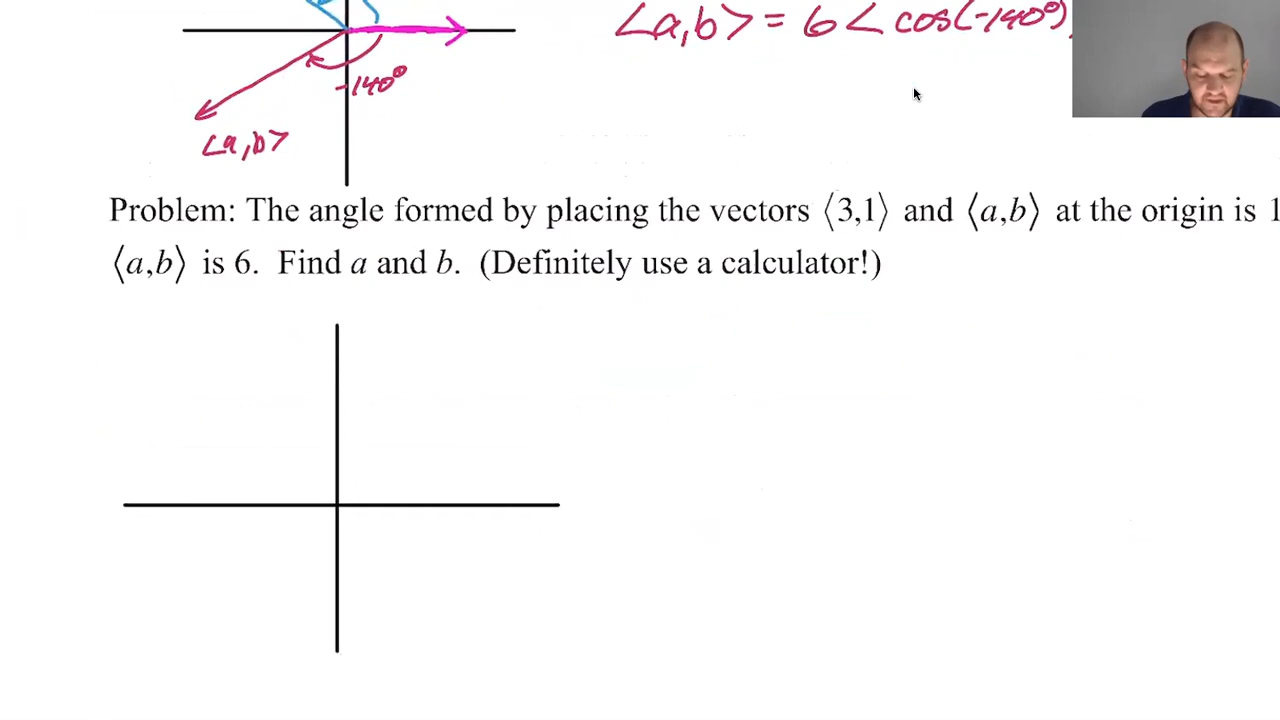 ⟨a,b⟩ = 6 < cos(-140°)
-140°
⟨a,b⟩
Problem: The angle formed by placing the vectors ⟨3,1⟩ and ⟨a,b⟩ at the origin is 1
⟨a,b⟩ is 6. Find a and b. (Definitely use a calculator!)